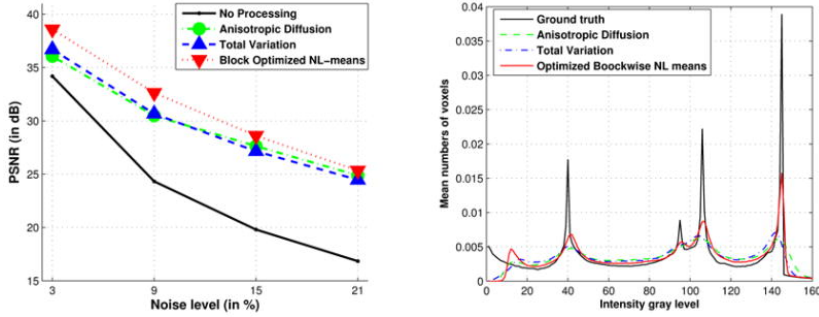 No Processing
Anisotropic Diffusion
Total Variation
Block Optimized NL-means
PSNR (in dB)
40
35
30
25
20
15
3
9
15
21
Noise level (in %)
Ground truth
Anisotropic Diffusion
Total Variation
Optimized Boockwise NL means
Mean numbers of voxels
0.04
0.035
0.03
0.025
0.02
0.015
0.01
0.005
0
0
20
40
60
80
100
120
140
160
Intensity gray level